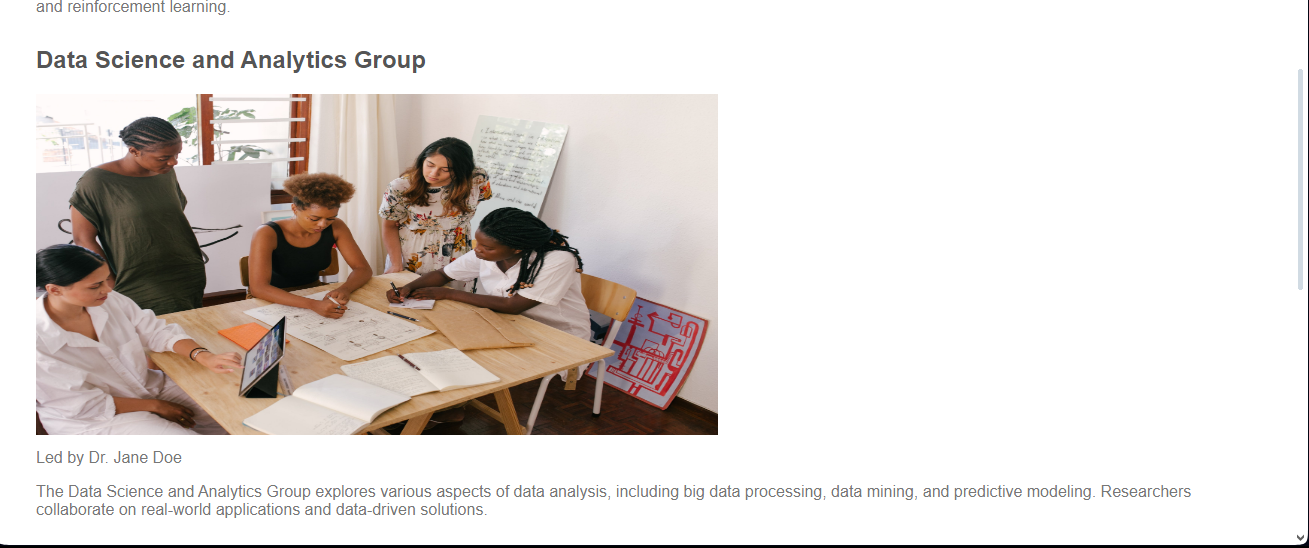 and reinforcement learning.
Data Science and Analytics Group
Led by Dr. Jane Doe
The Data Science and Analytics Group explores various aspects of data analysis, including big data processing, data mining, and predictive modeling. Researchers
collaborate on real-world applications and data-driven solutions.